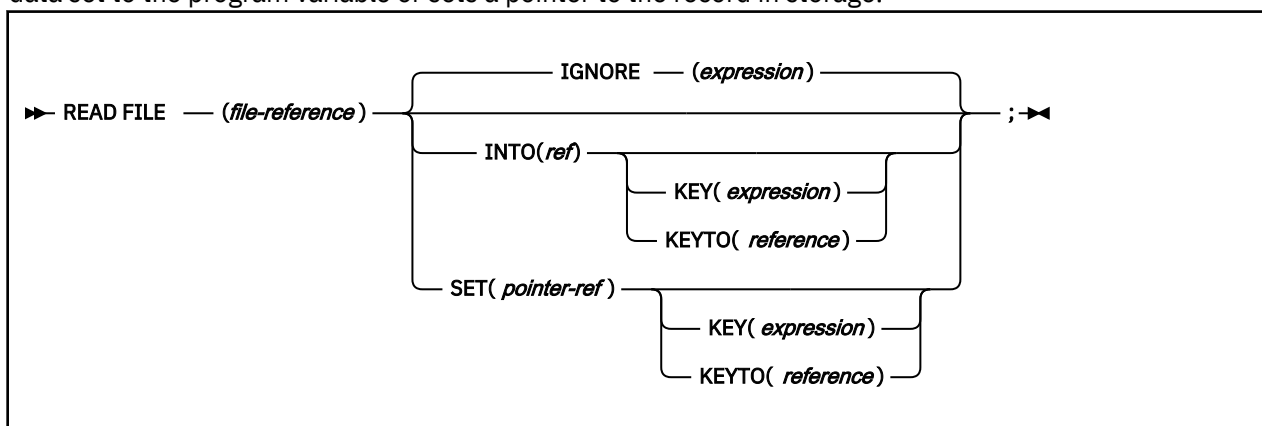 data set to the program variable or sets a pointer to the record in storage.
IGNORE (expression)
READ FILE (file-reference) ;
INTO(ref)
KEY( expression)
KEYTO( reference)
SET( pointer-ref )
KEY( expression)
KEYTO( reference)